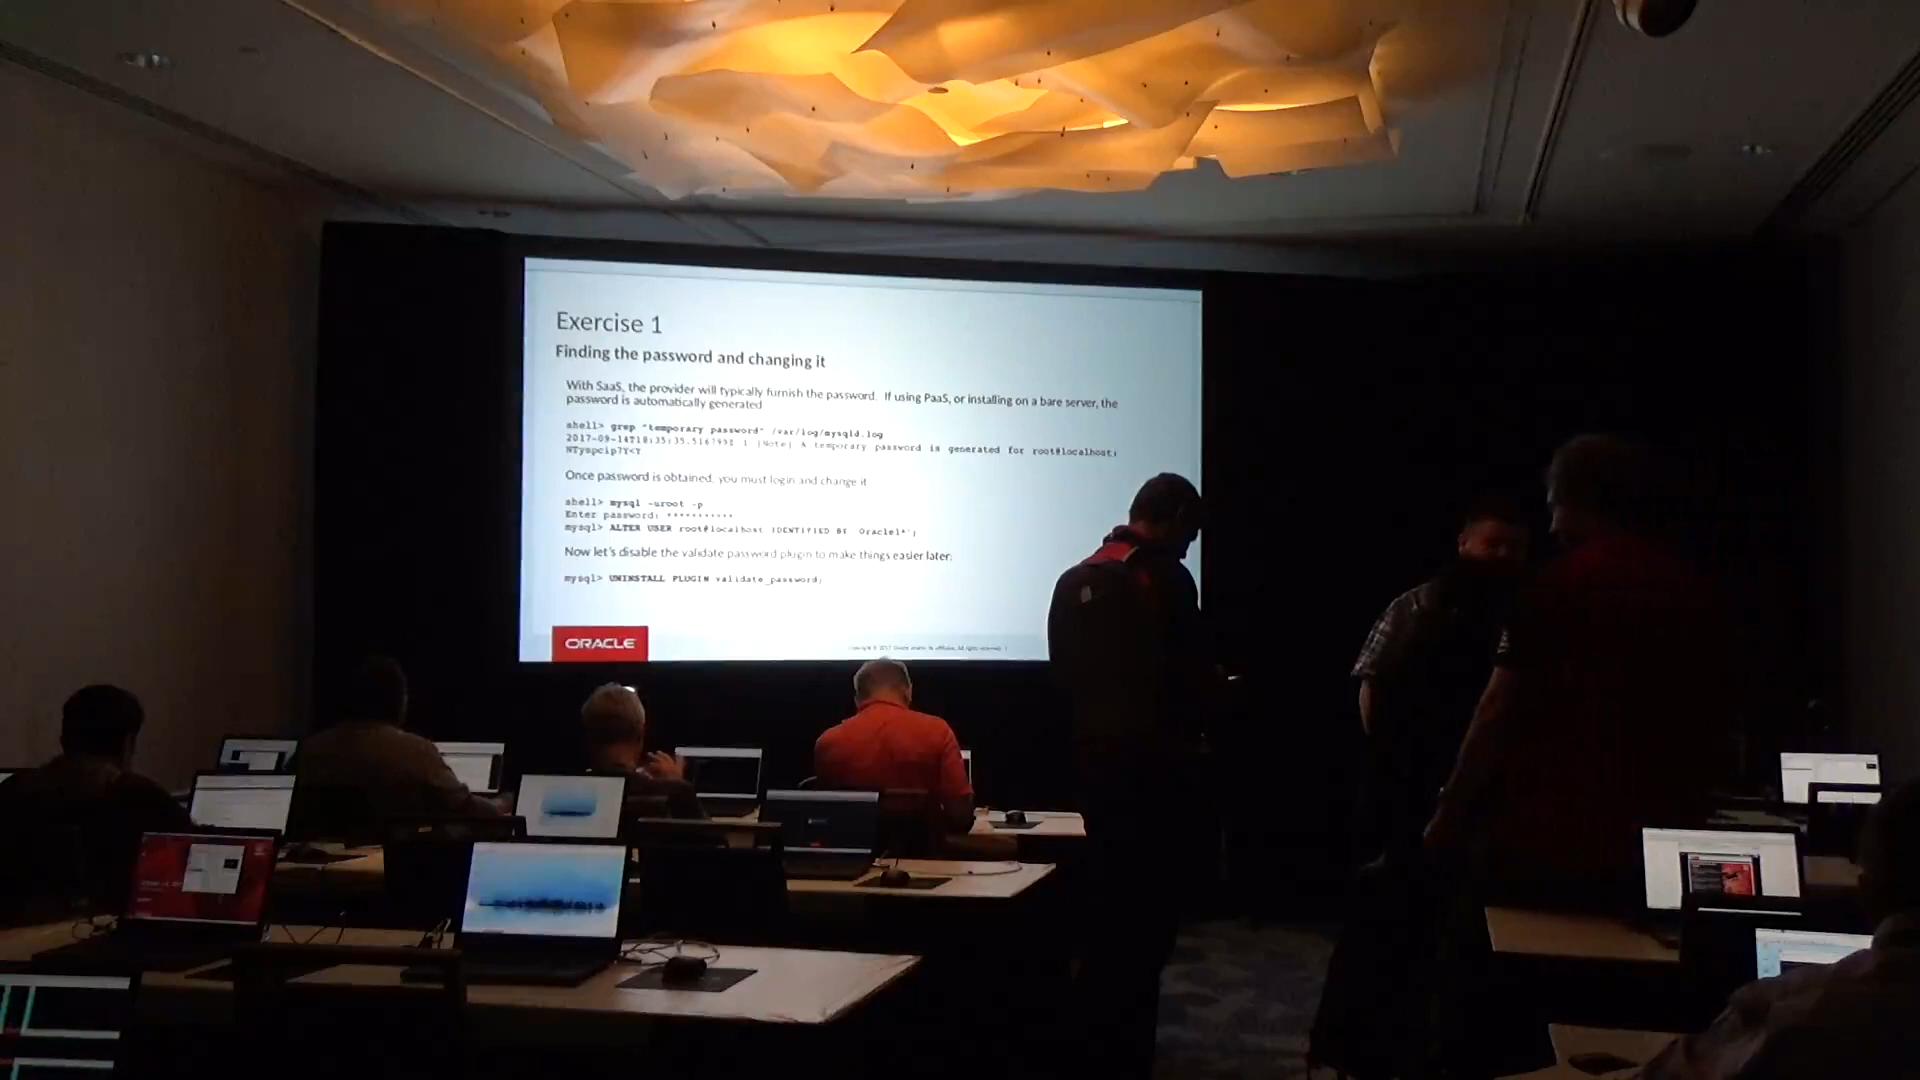 Exercise 1
Finding the password and changing it
With SaaS, the provider will typically furnish the password. If using PaaS, or installing on a bare server, the
password is automatically generated
shell> grep "temporary password" /var/log/mysqld.log
1 [Note] A temporary password is generated for root@localhost:
Once password is obtained, you must login and change it
shell> mysql -uroot -p
Enter password: ***********
mysql> ALTER USER root@localhost IDENTIFIED BY
Now let's disable the validate password plugin to make things easier later:
mysql> UNINSTALL PLUGIN validate_password;
ORACLE